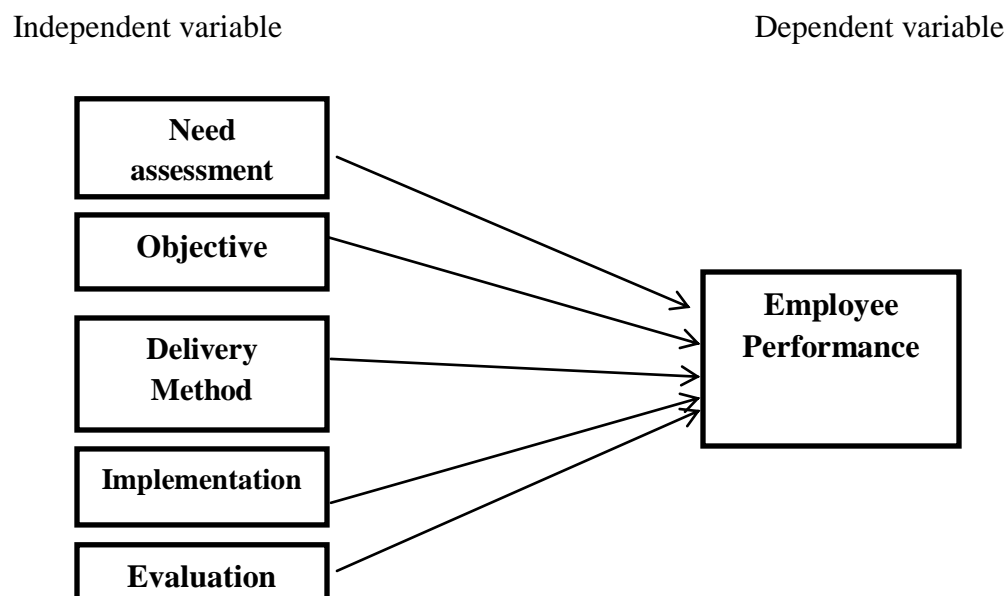 Independent variable
Dependent variable
Need
assessment
Objective
Delivery
Method
Implementation
Evaluation
Employee
Performance